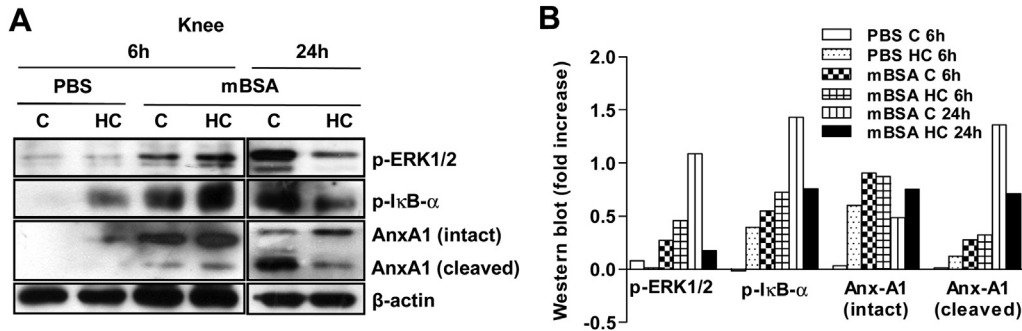 A
Knee
6h 24h
PBS mBSA
C HC C HC C HC
p-ERK1/2
p-IκB-α
AnxA1 (intact)
AnxA1 (cleaved)
β-actin
B
PBS C 6h
PBS HC 6h
mBSA C 6h
mBSA HC 6h
mBSA C 24h
mBSA HC 24h
Western blot (fold increase)
2.0
1.5
1.0
0.5
0.0
-0.5
p-ERK1/2 p-IκB-α Anx-A1 Anx-A1
(intact) (cleaved)